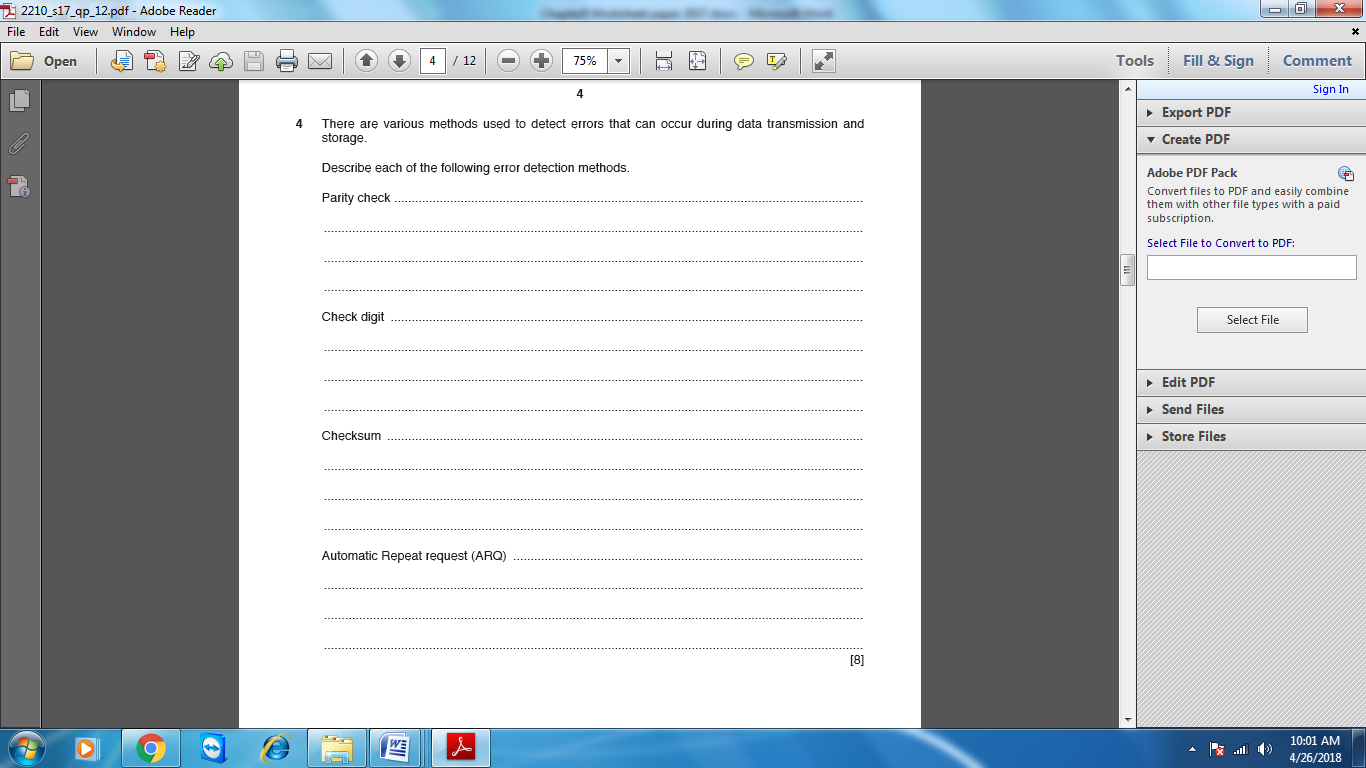 2210_s17_qp_12.pdf - Adobe Reader
File Edit View Window Help
Open 4 / 12 75% Tools Fill & Sign Comment
Sign In
Export PDF
Create PDF
Adobe PDF Pack
Convert files to PDF and easily combine
them with other file types with a paid
subscription.
Select File to Convert to PDF:
Select File
Edit PDF
Send Files
Store Files
4
4 There are various methods used to detect errors that can occur during data transmission and
storage.
Describe each of the following error detection methods.
Parity check
Check digit
Checksum
Automatic Repeat request (ARQ)
[8]
10:01 AM
4/26/2018